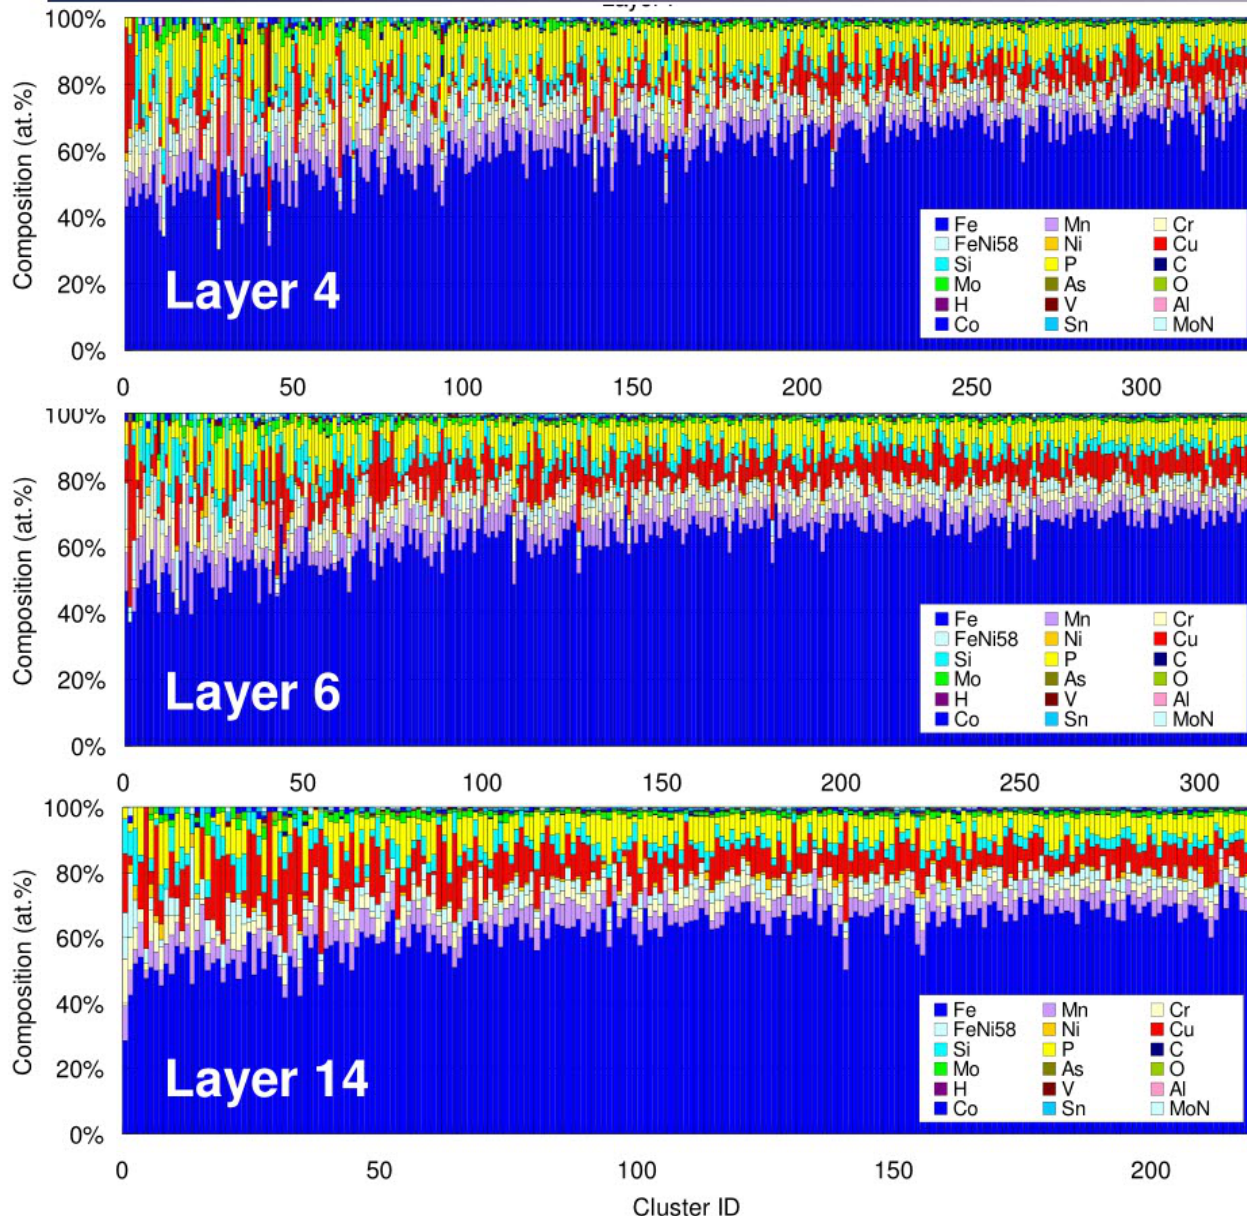 100%
80%
60%
40%
20%
0%
Composition (at.%)
Layer 4
Fe Mn Cr
FeNi58 Ni Cu
Si P C
Mo As O
H V Al
Co Sn MoN
0 50 100 150 200 250 300
100%
80%
60%
40%
20%
0%
Composition (at.%)
Layer 6
Fe Mn Cr
FeNi58 Ni Cu
Si P C
Mo As O
H V Al
Co Sn MoN
0 50 100 150 200 250 300
100%
80%
60%
40%
20%
0%
Composition (at.%)
Layer 14
Fe Mn Cr
FeNi58 Ni Cu
Si P C
Mo As O
H V Al
Co Sn MoN
0 50 100 150 200
Cluster ID